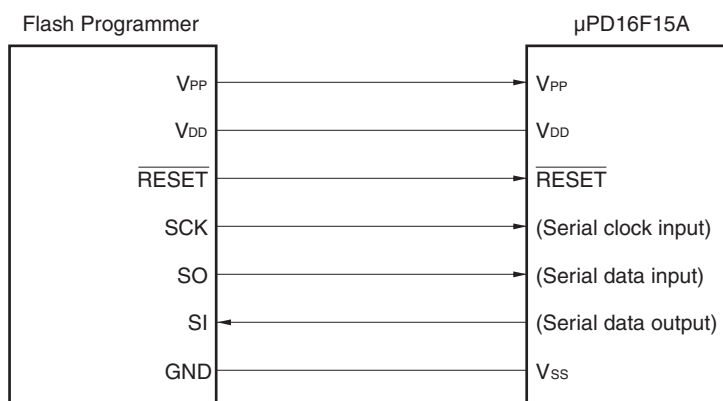 Flash Programmer µPD16F15A
VPP VPP
VDD VDD
RESET RESET
SCK (Serial clock input)
SO (Serial data input)
SI (Serial data output)
GND VSS